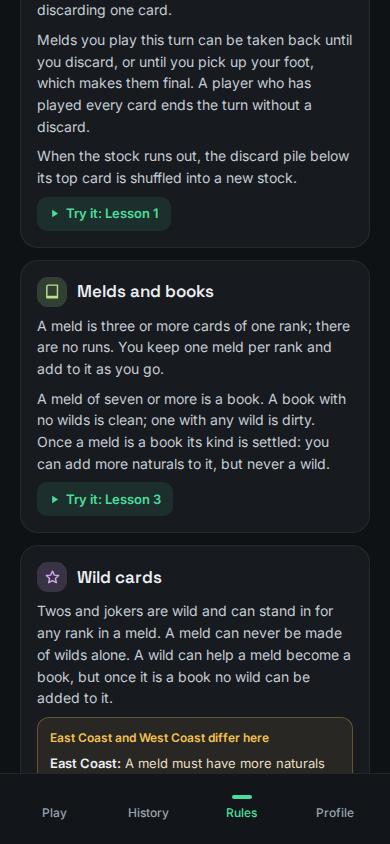 discarding one card.
Melds you play this turn can be taken back until
you discard, or until you pick up your foot,
which makes them final. A player who has
played every card ends the turn without a
discard.
When the stock runs out, the discard pile below
its top card is shuffled into a new stock.
Try it: Lesson 1
Melds and books
A meld is three or more cards of one rank; there
are no runs. You keep one meld per rank and
add to it as you go.
A meld of seven or more is a book. A book with
no wilds is clean; one with any wild is dirty.
Once a meld is a book its kind is settled: you
can add more naturals to it, but never a wild.
Try it: Lesson 3
Wild cards
Twos and jokers are wild and can stand in for
any rank in a meld. A meld can never be made
of wilds alone. A wild can help a meld become a
book, but once it is a book no wild can be
added to it.
East Coast and West Coast differ here
East Coast: A meld must have more naturals
Play History Rules Profile